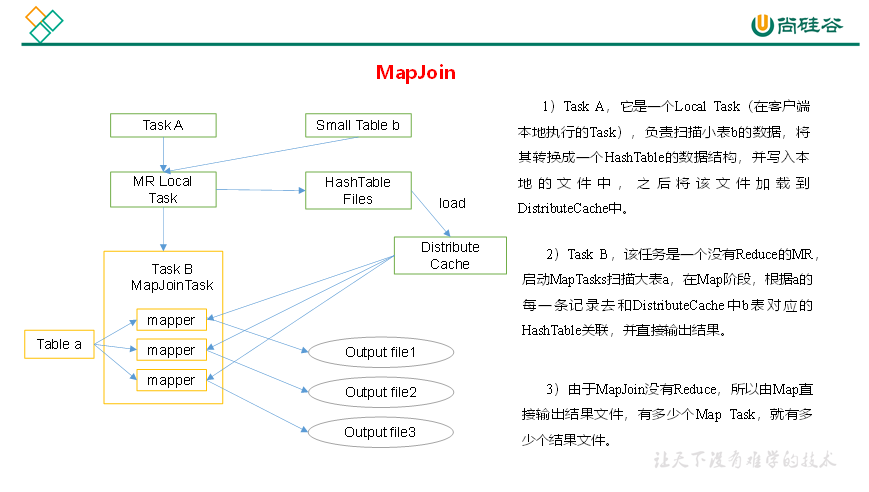 尚硅谷
MapJoin
Task A
Small Table b
MR Local
Task
HashTable
Files
load
Distribute
Cache
Task B
MapJoinTask
mapper
mapper
mapper
Table a
Output file1
Output file2
Output file3
1）Task A，它是一个Local Task（在客户端
本地执行的Task），负责扫描小表b的数据，将
其转换成一个HashTable的数据结构，并写入本
地的文件中，之后将该文件加载到
DistributeCache中。
2）Task B，该任务是一个没有Reduce的MR，
启动MapTasks扫描大表a，在Map阶段，根据a的
每一条记录去和DistributeCache中b表对应的
HashTable关联，并直接输出结果。
3）由于MapJoin没有Reduce，所以由Map直
接输出结果文件，有多少个Map Task，就有多
少个结果文件。
让天下没有难学的技术